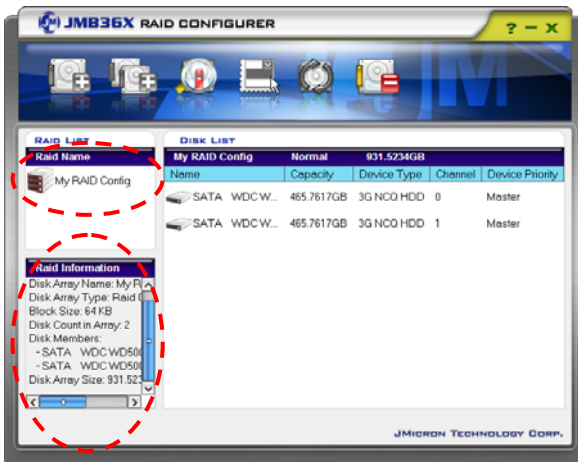 JMB36X RAID CONFIGURER
? – X
RAID LIST
Raid Name
My RAID Config
DISK LIST
My RAID Config Normal 931.5234GB
Name Capacity Device Type Channel Device Priority
SATA WDC W... 465.7617GB 3G NCQ HDD 0 Master
SATA WDC W... 465.7617GB 3G NCQ HDD 1 Master
Raid Information
Disk Array Name: My R
Disk Array Type: Raid
Block Size: 64 KB
Disk Count in Array: 2
Disk Members:
- SATA WDC WD500
- SATA WDC WD500
Disk Array Size: 931.52
JMICRON TECHNOLOGY CORP.